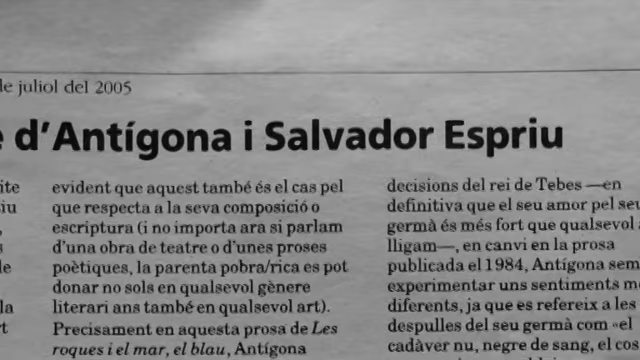 de juliol del 2005
d'Antígona i Salvador Espriu
evident que aquest també és el cas pel
que respecta a la seva composició o
escriptura (i no importa ara si parlam
d'una obra de teatre o d'unes proses
poètiques, la parenta pobra/rica es pot
donar no sols en qualsevol gènere
literari ans també en qualsevol art).
Precisament en aquesta prosa de Les
roques i el mar, el blau, Antígona
decisions del rei de Tebes —en
definitiva que el seu amor pel seu
germà és més fort que qualsevol
lligam—, en canvi en la prosa
publicada el 1984, Antígona
experimentar uns sentiments
diferents, ja que es refereix a les
despulles del seu germà com «el
cadàver nu, negre de sang, el